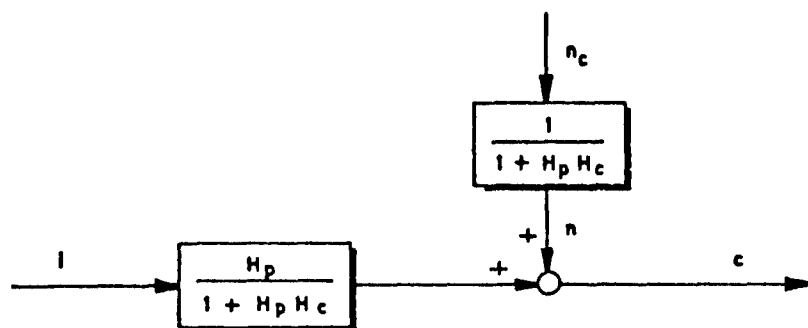 n_c
1
1 + H_p H_c
+ n
I
H_p
1 + H_p H_c
+
c